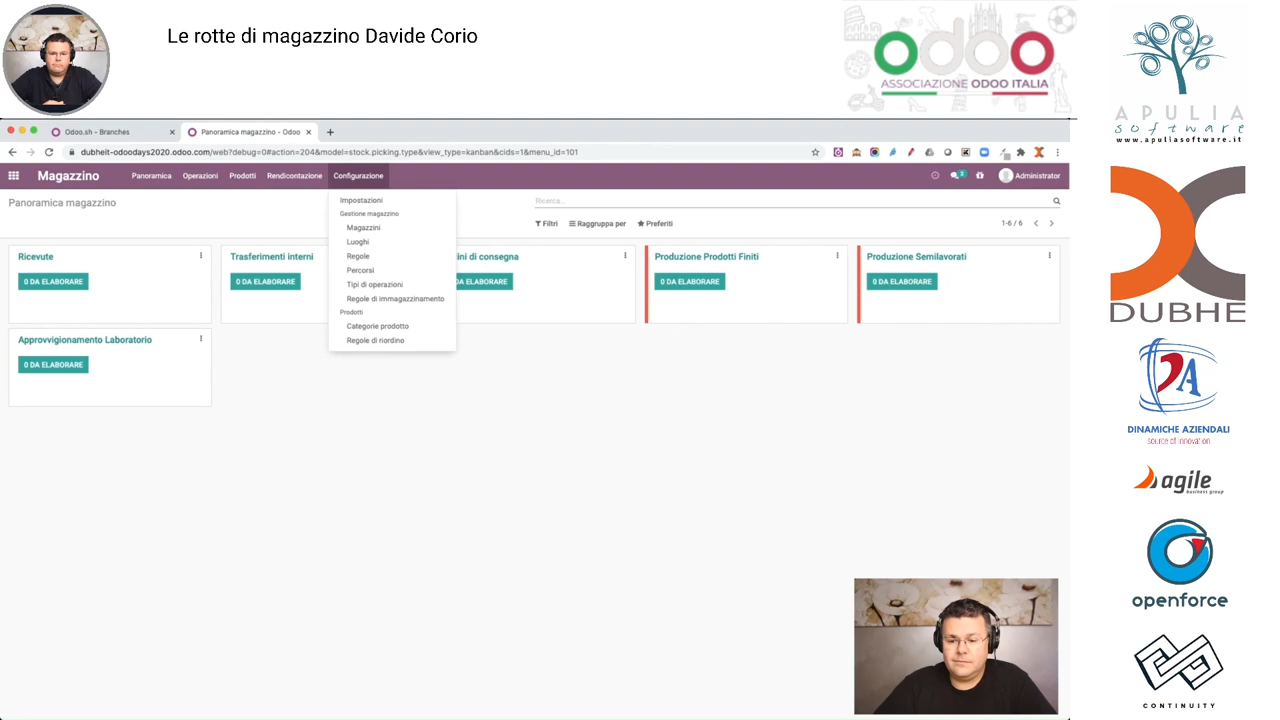 Le rotte di magazzino Davide Corio
odoo
ASSOCIAZIONE ODOO ITALIA
APULIA
software
www.apuliasoftware.it
Odoo.sh - Branches
Panoramica magazzino - Odoo
dubheit-odoodays2020.odoo.com/web?debug=0#action=204&model=stock.picking.type&view_type=kanban&cids=1&menu_id=101
Magazzino
Panoramica
Operazioni
Prodotti
Rendicontazione
Configurazione
3
Administrator
Panoramica magazzino
Ricerca...
Filtri
Raggruppa per
Preferiti
1-6 / 6
Impostazioni
Gestione magazzino
Magazzini
Luoghi
Regole
Percorsi
Tipi di operazioni
Regole di immagazzinamento
Prodotti
Categorie prodotto
Regole di riordino
Ricevute
0 DA ELABORARE
Trasferimenti interni
0 DA ELABORARE
ini di consegna
DA ELABORARE
Produzione Prodotti Finiti
0 DA ELABORARE
Produzione Semilavorati
0 DA ELABORARE
Approvvigionamento Laboratorio
0 DA ELABORARE
DUBHE
DINAMICHE AZIENDALI
source of innovation
agile
business group
openforce
CONTINUITY